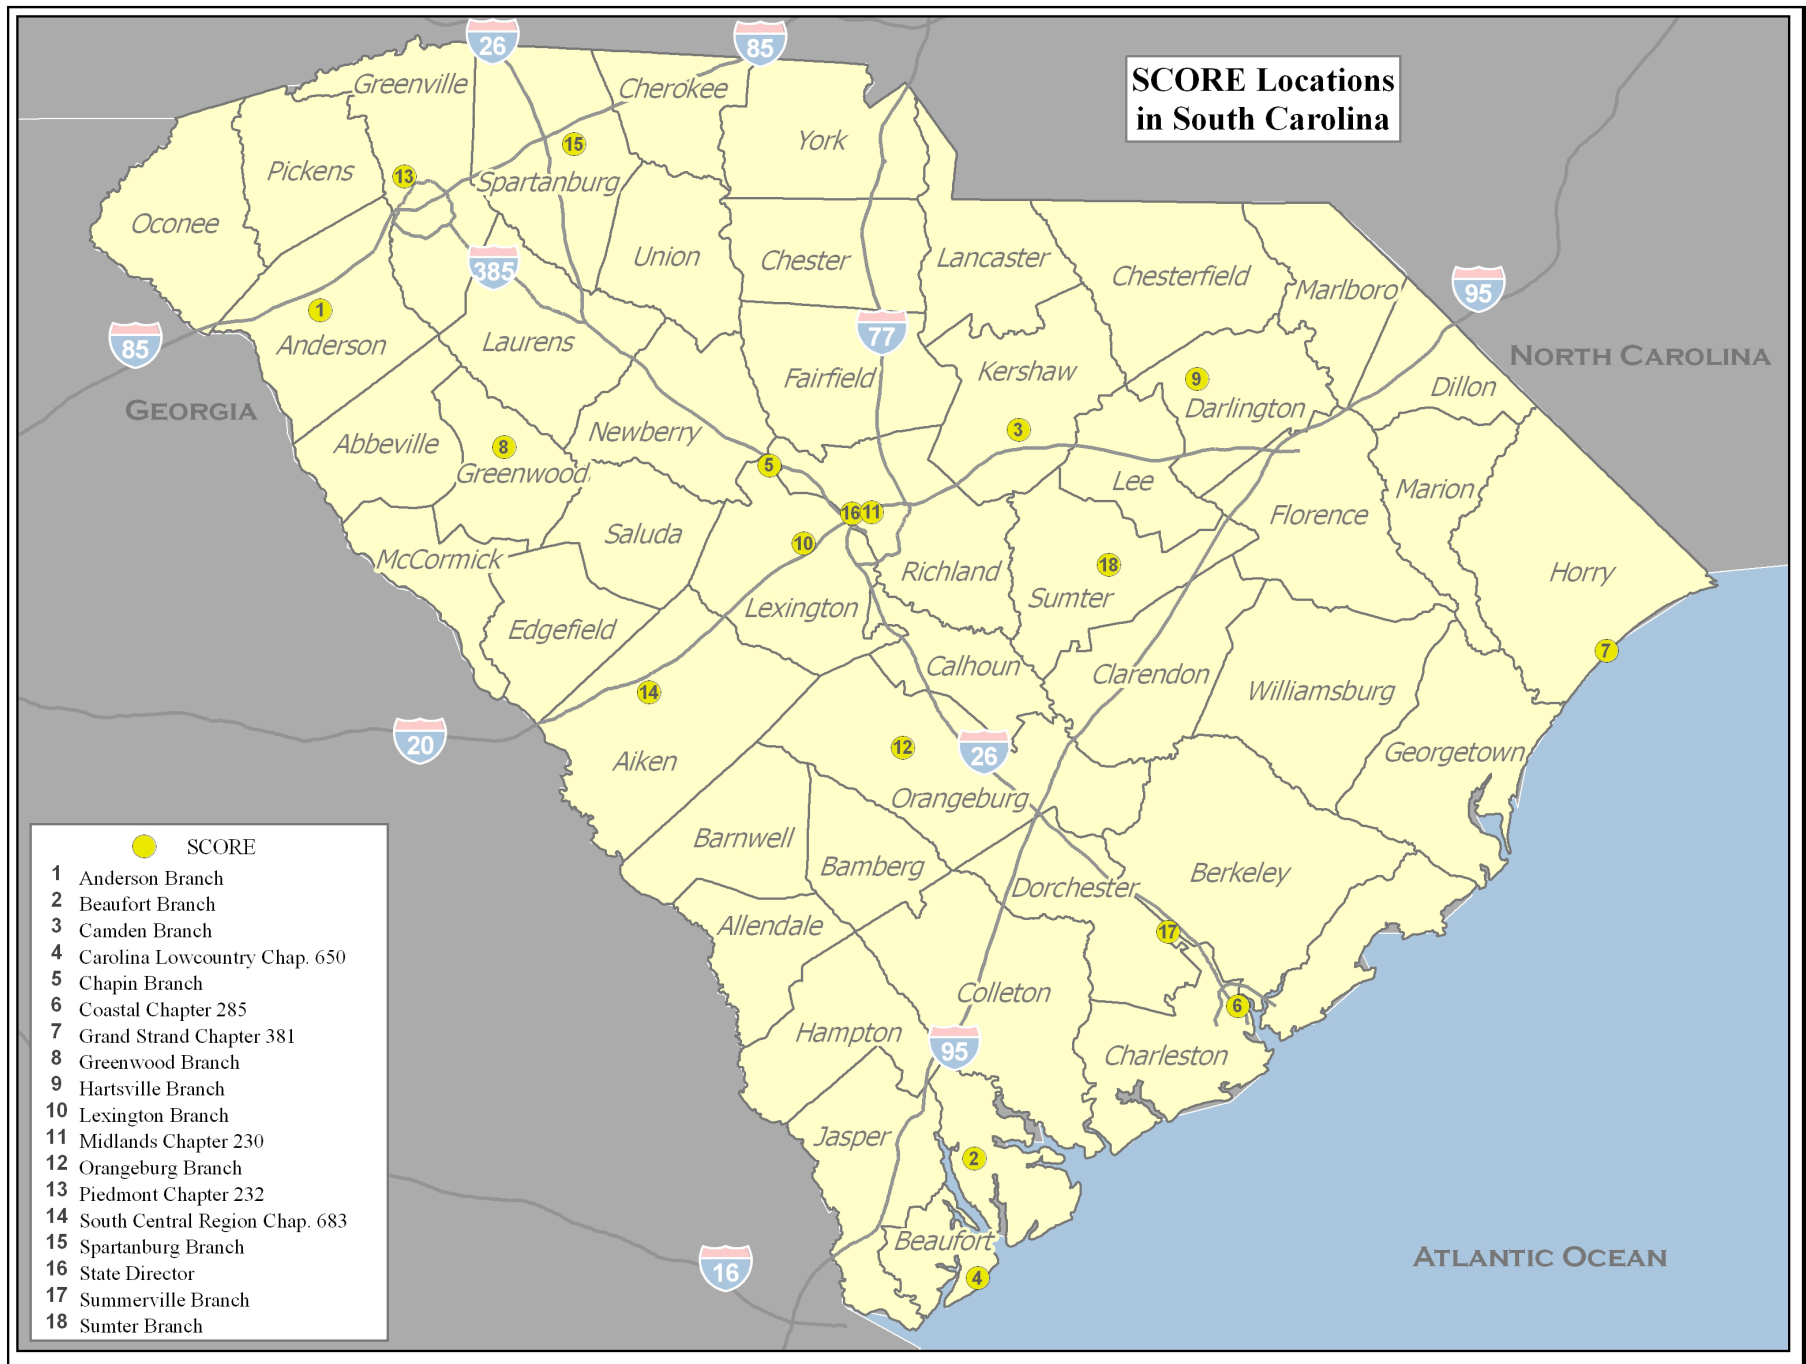 26
85
SCORE Locations
in South Carolina
Greenville
Cherokee
York
15
Pickens
13
Spartanburg
Oconee
Union
Chester
Lancaster
Chesterfield
Marlboro
385
95
1
85
Anderson
Laurens
77
NORTH CAROLINA
Fairfield
Kershaw
9
Darlington
Dillon
GEORGIA
Abbeville
8
Greenwood
Newberry
3
5
Lee
Marion
16
11
Florence
Saluda
10
McCormick
Richland
18
Sumter
Horry
Lexington
Edgefield
7
Calhoun
Clarendon
Williamsburg
14
20
12
26
Georgetown
Aiken
Orangeburg
Barnwell
Bamberg
Dorchester
Berkeley
Allendale
17
Colleton
6
Hampton
95
Charleston
Jasper
2
Beaufort
4
16
ATLANTIC OCEAN
SCORE
1 Anderson Branch
2 Beaufort Branch
3 Camden Branch
4 Carolina Lowcountry Chap. 650
5 Chapin Branch
6 Coastal Chapter 285
7 Grand Strand Chapter 381
8 Greenwood Branch
9 Hartsville Branch
10 Lexington Branch
11 Midlands Chapter 230
12 Orangeburg Branch
13 Piedmont Chapter 232
14 South Central Region Chap. 683
15 Spartanburg Branch
16 State Director
17 Summerville Branch
18 Sumter Branch